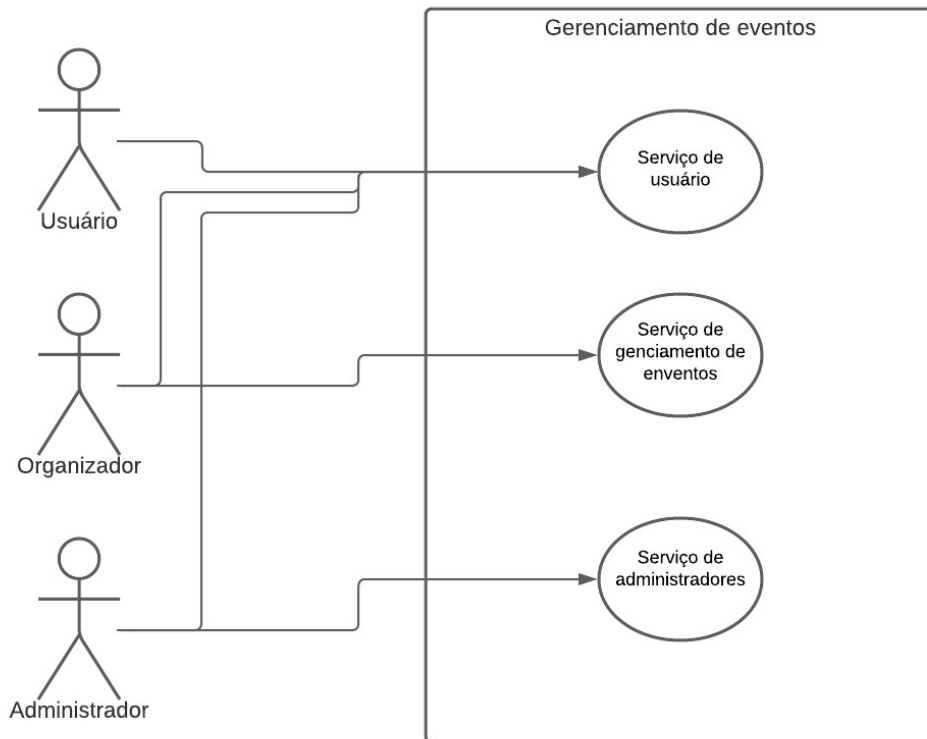 Gerenciamento de eventos
Usuário
Serviço de
usuário
Organizador
Serviço de
genciamento de
enventos
Administrador
Serviço de
administradores